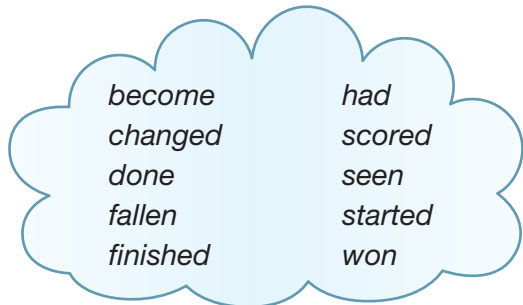 become
changed
done
fallen
finished
had
scored
seen
started
won